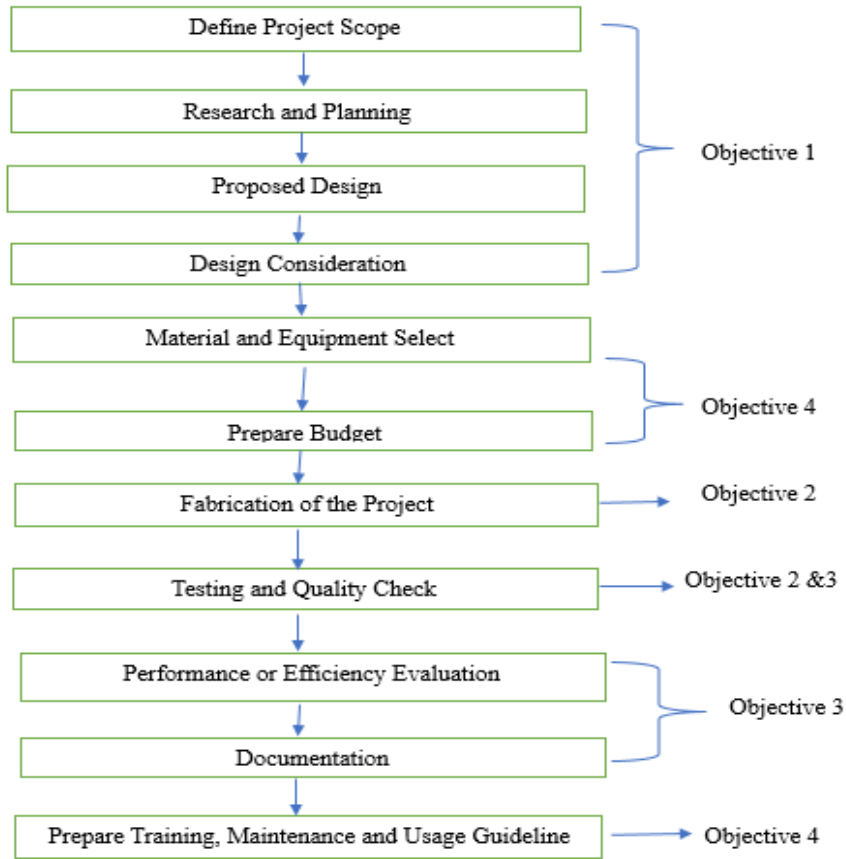 Define Project Scope
Research and Planning
Objective 1
Proposed Design
Design Consideration
Material and Equipment Select
Objective 4
Prepare Budget
Objective 2
Fabrication of the Project
Objective 2 &3
Testing and Quality Check
Performance or Efficiency Evaluation
Objective 3
Documentation
Prepare Training, Maintenance and Usage Guideline
Objective 4